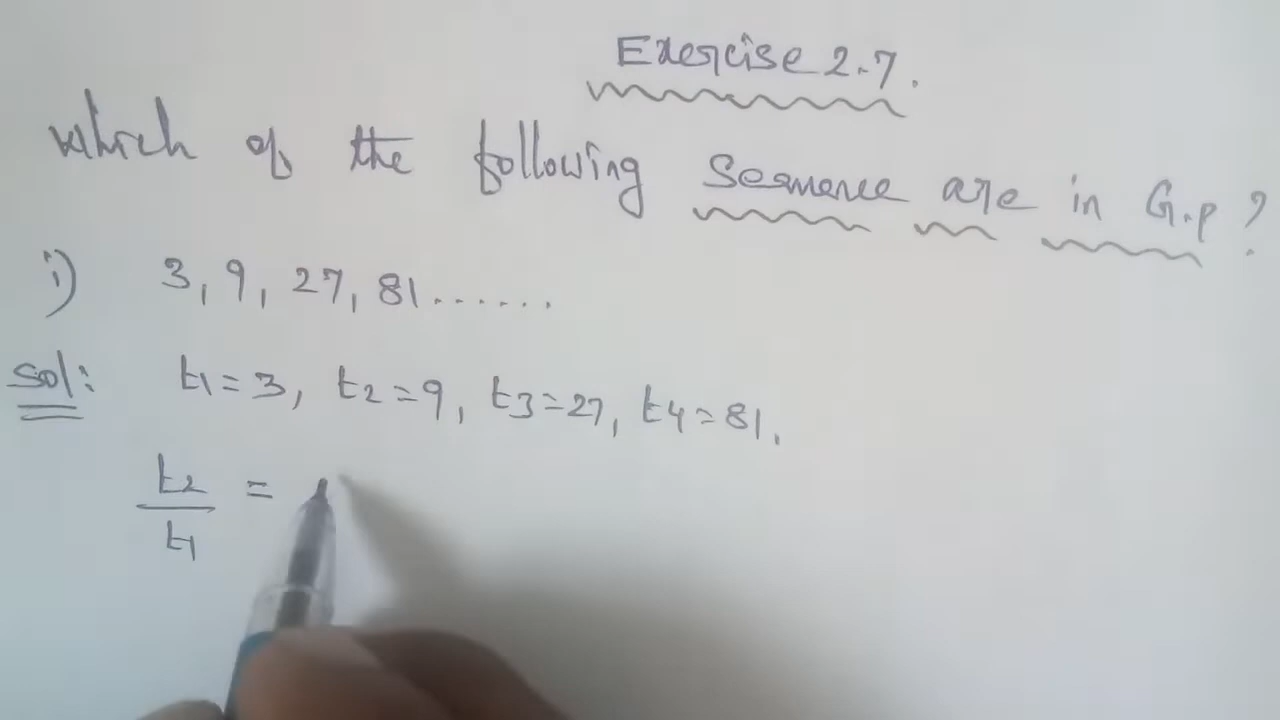 Exercise 2.7.
which of the following Sequence are in G.P?
i) 3, 9, 27, 81......
Sol: t1=3, t2=9, t3=27, t4=81.
t2/t1 =